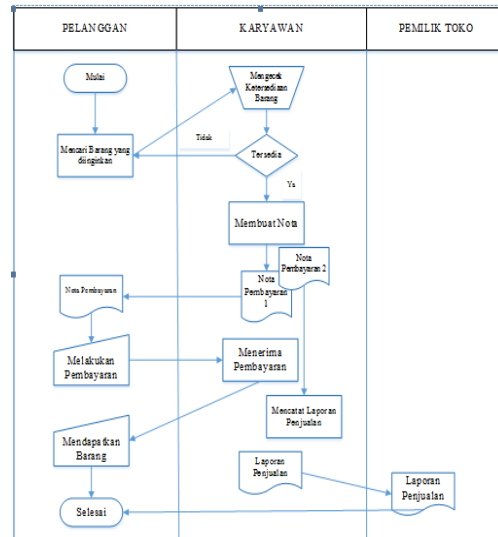 PELANGGAN
KARYAWAN
PEMILIK TOKO
Mulai
Mengecek
Ketersediaan
Barang
Mencari Barang yang
diinginkan
Tidak
Tersedia
Ya
Membuat Nota
Nota
Pembayaran 2
Nota
Pembayaran
1
Nota Pembayaran
Melakukan
Pembayaran
Menerima
Pembayaran
Mencatat Laporan
Penjualan
Mendapatkan
Barang
Laporan
Penjualan
Laporan
Penjualan
Selesai